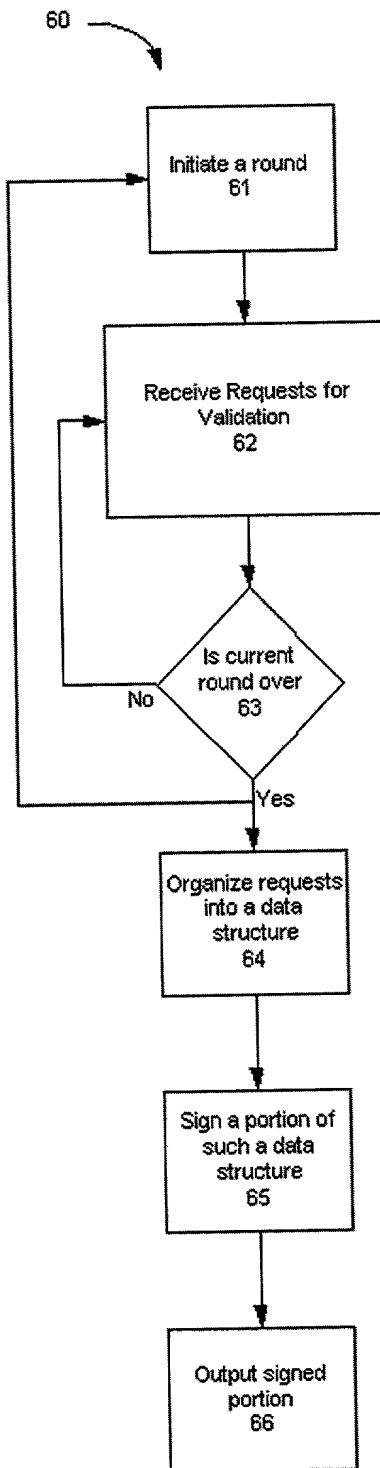 60
Initiate a round
61
Receive Requests for
Validation
62
Is current
round over
63
No
Yes
Organize requests
into a data
structure
64
Sign a portion of
such a data
structure
65
Output signed
portion
66